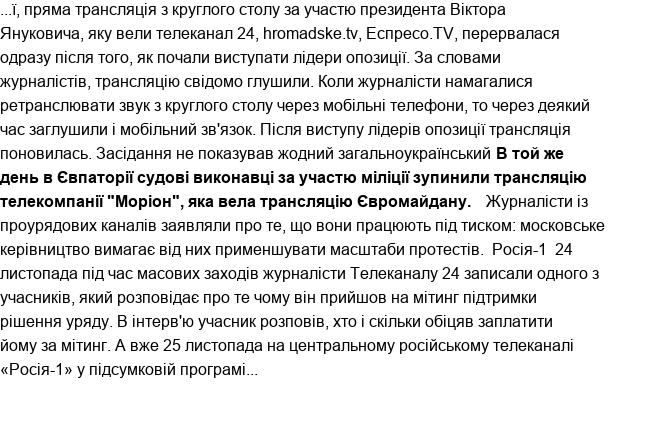 ...ї, пряма трансляція з круглого столу за участю президента Віктора
Януковича, яку вели телеканал 24, hromadske.tv, Еспресо.TV, перервалася
одразу після того, як почали виступати лідери опозиції. За словами
журналістів, трансляцію свідомо глушили. Коли журналісти намагалися
ретранслювати звук з круглого столу через мобільні телефони, то через деякий
час заглушили і мобільний зв'язок. Після виступу лідерів опозиції трансляція
поновилась. Засідання не показував жодний загальноукраїнський В той же
день в Євпаторії судові виконавці за участю міліції зупинили трансляцію
телекомпанії "Моріон", яка вела трансляцію Євромайдану. Журналісти із
проурядових каналів заявляли про те, що вони працюють під тиском: московське
керівництво вимагає від них применшувати масштаби протестів. Росія-1 24
листопада під час масових заходів журналісти Телеканалу 24 записали одного з
учасників, який розповідає про те чому він прийшов на мітинг підтримки
рішення уряду. В інтерв'ю учасник розповів, хто і скільки обіцяв заплатити
йому за мітинг. А вже 25 листопада на центральному російському телеканалі
«Росія-1» у підсумковій програмі...